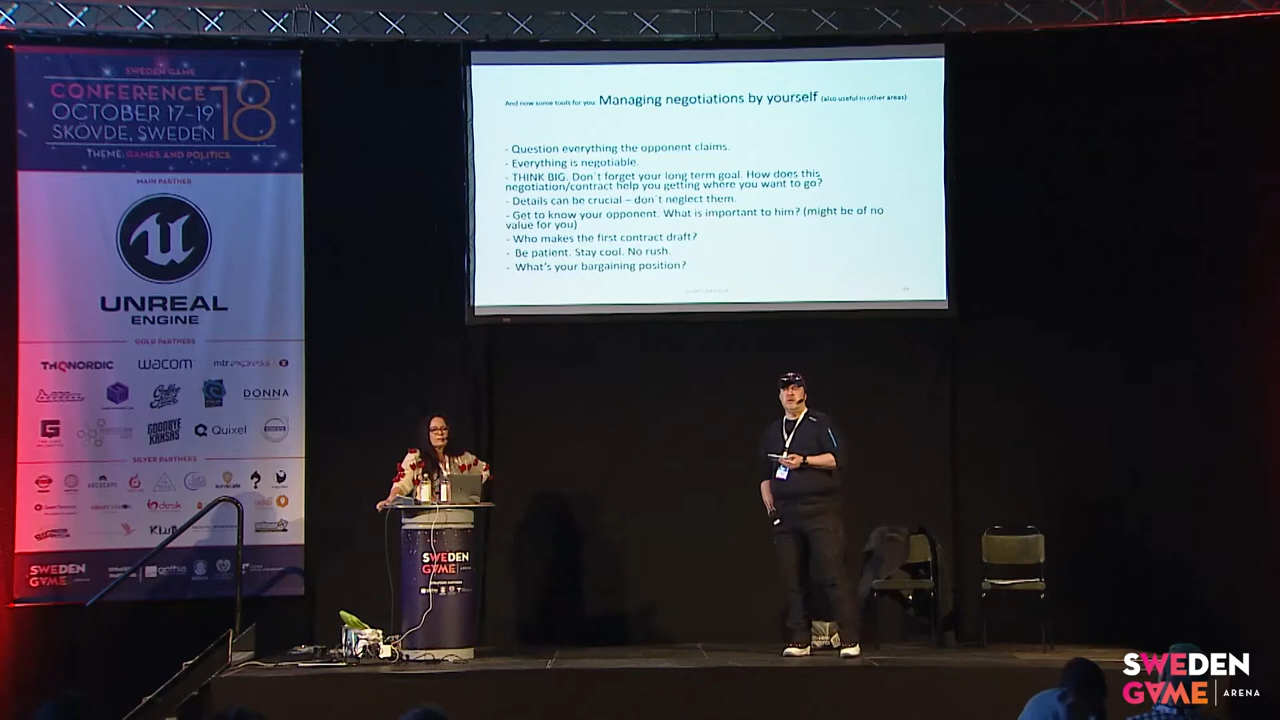 SWEDEN GAME
CONFERENCE
OCTOBER 17-19
18
SKÖVDE, SWEDEN
THEME: GAMES AND POLITICS
MAIN PARTNER
UNREAL
ENGINE
GOLD PARTNERS
THQNORDIC
wacom
mtrexpress
DONNA
GOODBYE
KANSAS
Quixel
SILVER PARTNERS
SWEDEN
GAME
And now some tools for you: Managing negotiations by yourself (also useful in other areas)
- Question everything the opponent claims.
- Everything is negotiable.
- THINK BIG. Don´t forget your long term goal. How does this
negotiation/contract help you getting where you want to go?
- Details can be crucial – don´t neglect them.
- Get to know your opponent. What is important to him? (might be of no
value for you)
- Who makes the first contract draft?
- Be patient. Stay cool. No rush.
- What's your bargaining position?
SWEDEN
GAME
SWEDEN
GAME | ARENA